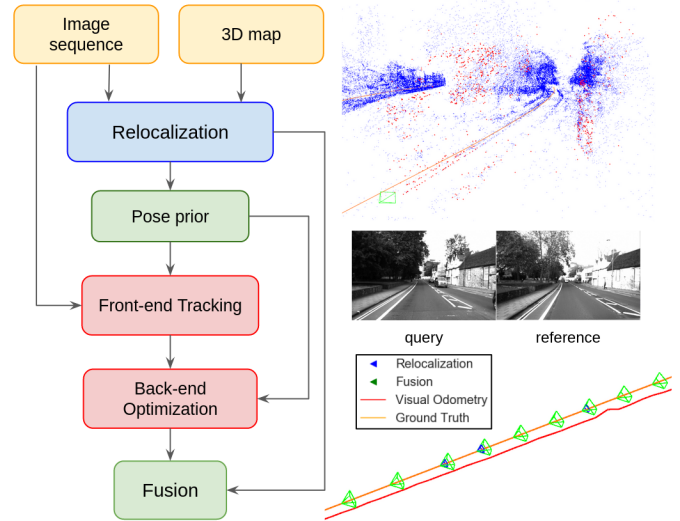 Image
sequence
3D map
Relocalization
Pose prior
Front-end Tracking
Back-end
Optimization
Fusion
query
reference
Relocalization
Fusion
Visual Odometry
Ground Truth